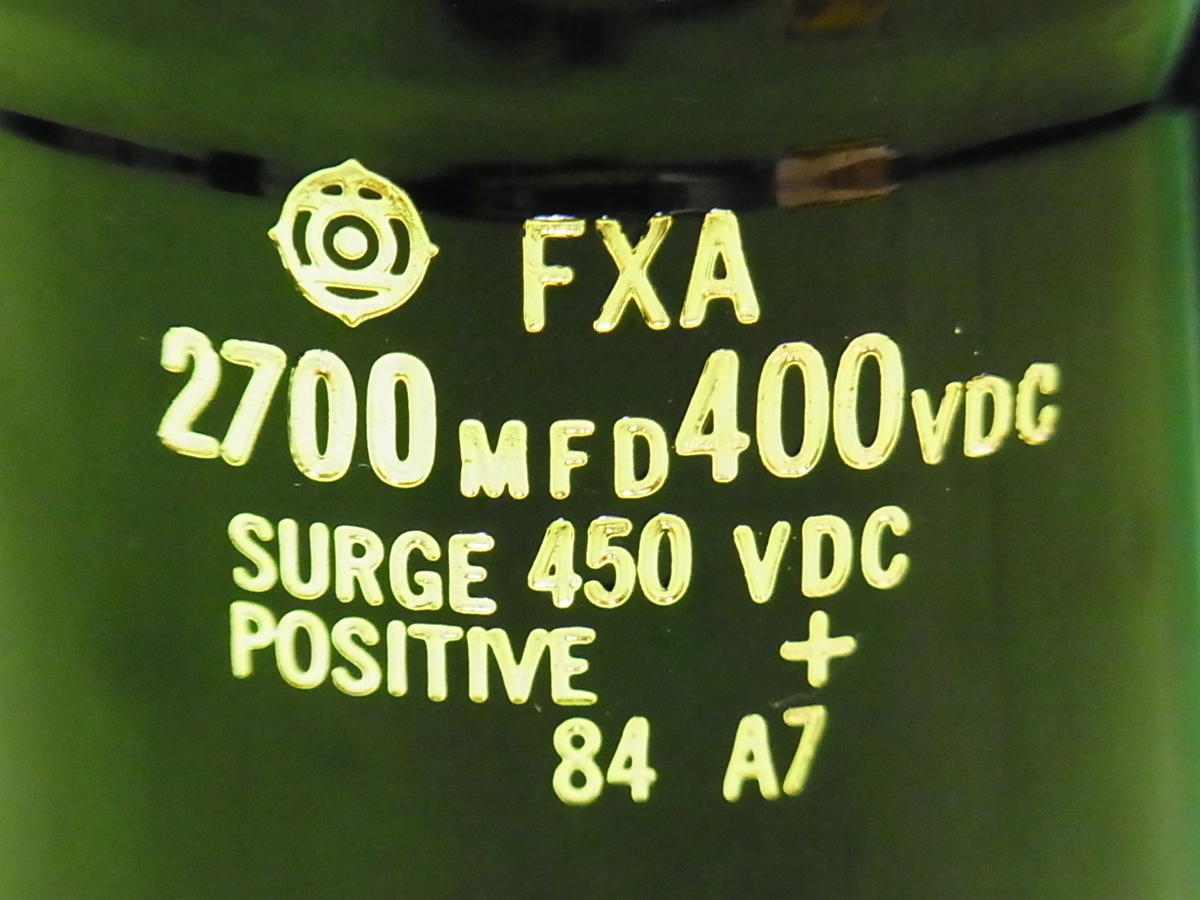 FXA
2700 MFD 400 VDC
SURGE 450 VDC
POSITIVE +
84 A7